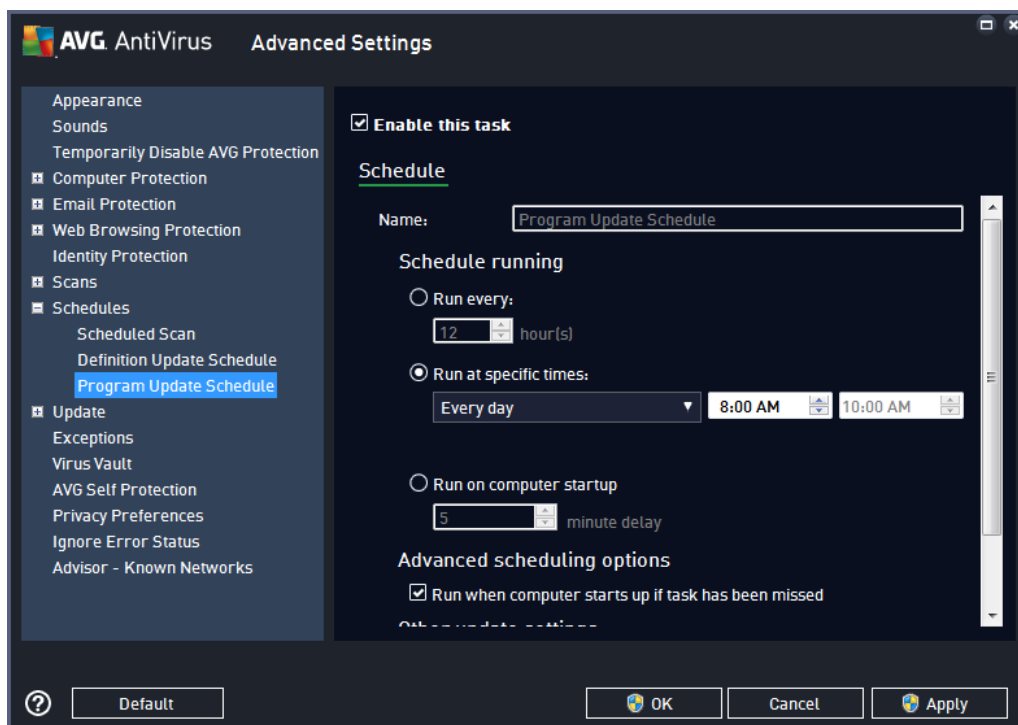 AVG. AntiVirus Advanced Settings
Appearance
Sounds
Temporarily Disable AVG Protection
Computer Protection
Email Protection
Web Browsing Protection
Identity Protection
Scans
Schedules
Scheduled Scan
Definition Update Schedule
Program Update Schedule
Update
Exceptions
Virus Vault
AVG Self Protection
Privacy Preferences
Ignore Error Status
Advisor - Known Networks
Enable this task
Schedule
Name: Program Update Schedule
Schedule running
Run every:
12 hour(s)
Run at specific times:
Every day 8:00 AM 10:00 AM
Run on computer startup
5 minute delay
Advanced scheduling options
Run when computer starts up if task has been missed
Other update settings
? Default OK Cancel Apply